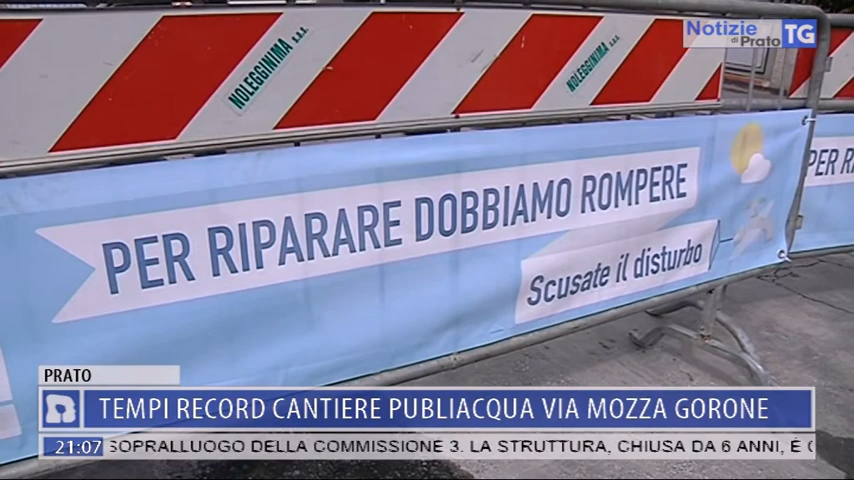 Notizie
di Prato TG
NOLEGGINIMA s.r.l.
NOLEGGINIMA s.r.l.
PER RIPARARE DOBBIAMO ROMPERE
Scusate il disturbo
PER RI
PRATO
TEMPI RECORD CANTIERE PUBLIACQUA VIA MOZZA GORONE
21:07 SOPRALLUOGO DELLA COMMISSIONE 3. LA STRUTTURA, CHIUSA DA 6 ANNI, È